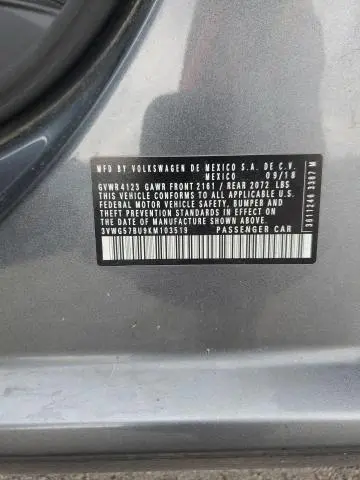 MFD. BY VOLKSWAGEN DE MEXICO S.A. DE C.V.
MEXICO 09/18
GVWR 4123 GAWR FRONT 2161 / REAR 2072 LBS
THIS VEHICLE CONFORMS TO ALL APPLICABLE U.S.
FEDERAL MOTOR VEHICLE SAFETY, BUMPER AND
THEFT PREVENTION STANDARDS IN EFFECT ON
THE DATE OF MANUFACTURE SHOWN ABOVE.
3VWG57BU9KM103519 PASSENGER CAR
3611246 3387 M